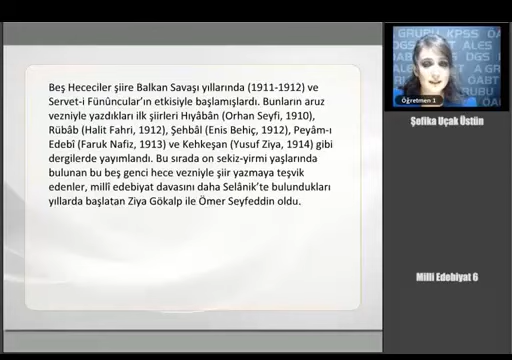 Beş Hececiler şiire Balkan Savaşı yıllarında (1911-1912) ve
Servet-i Fünûncular'ın etkisiyle başlamışlardı. Bunların aruz
vezniyle yazdıkları ilk şiirleri Hıyâbân (Orhan Seyfi, 1910),
Rübâb (Halit Fahri, 1912), Şehbâl (Enis Behiç, 1912), Peyâm-ı
Edebî (Faruk Nafiz, 1913) ve Kehkeşan (Yusuf Ziya, 1914) gibi
dergilerde yayımlandı. Bu sırada on sekiz-yirmi yaşlarında
bulunan bu beş genci hece vezniyle şiir yazmaya teşvik
edenler, millî edebiyat davasını daha Selânik'te bulundukları
yıllarda başlatan Ziya Gökalp ile Ömer Seyfeddin oldu.
GRUBU KPSS
DGS
ALES
ÖABT
Öğretmen 1
Şefika Uçak Üstün
Milli Edebiyat 6